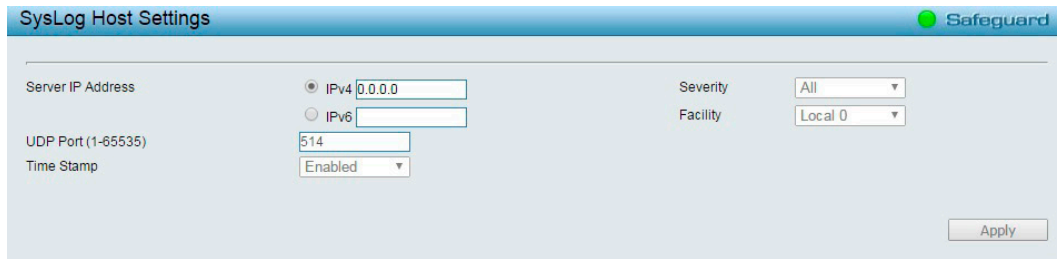 SysLog Host Settings
Safeguard
Server IP Address
IPv4 0.0.0.0
Severity
All
IPv6
Facility
Local 0
UDP Port (1-65535)
514
Time Stamp
Enabled
Apply